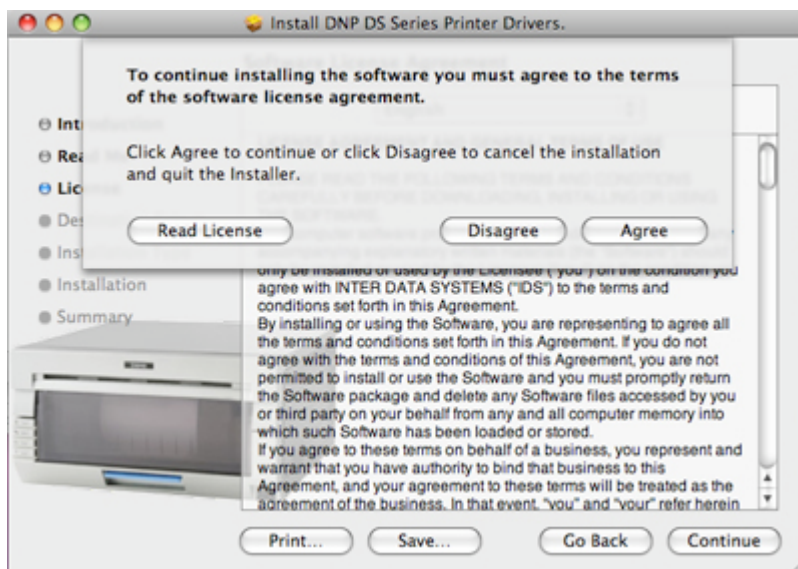 Install DNP DS Series Printer Drivers.
To continue installing the software you must agree to the terms
of the software license agreement.
Click Agree to continue or click Disagree to cancel the installation
and quit the Installer.
Read License
Disagree
Agree
Introduction
Rea
Lic
Des
Ins
Installation
Summary
only be installed or used by the Licensee ("you") on the condition you
agree with INTER DATA SYSTEMS ("IDS") to the terms and
conditions set forth in this Agreement.
By installing or using the Software, you are representing to agree all
the terms and conditions set forth in this Agreement. If you do not
agree with the terms and conditions of this Agreement, you are not
permitted to install or use the Software and you must promptly return
the Software package and delete any Software files accessed by you
or third party on your behalf from any and all computer memory into
which such Software has been loaded or stored.
If you agree to these terms on behalf of a business, you represent and
warrant that you have authority to bind that business to this
Agreement, and your agreement to these terms will be treated as the
agreement of the business. In that event, "you" and "your" refer herein
Print...
Save...
Go Back
Continue